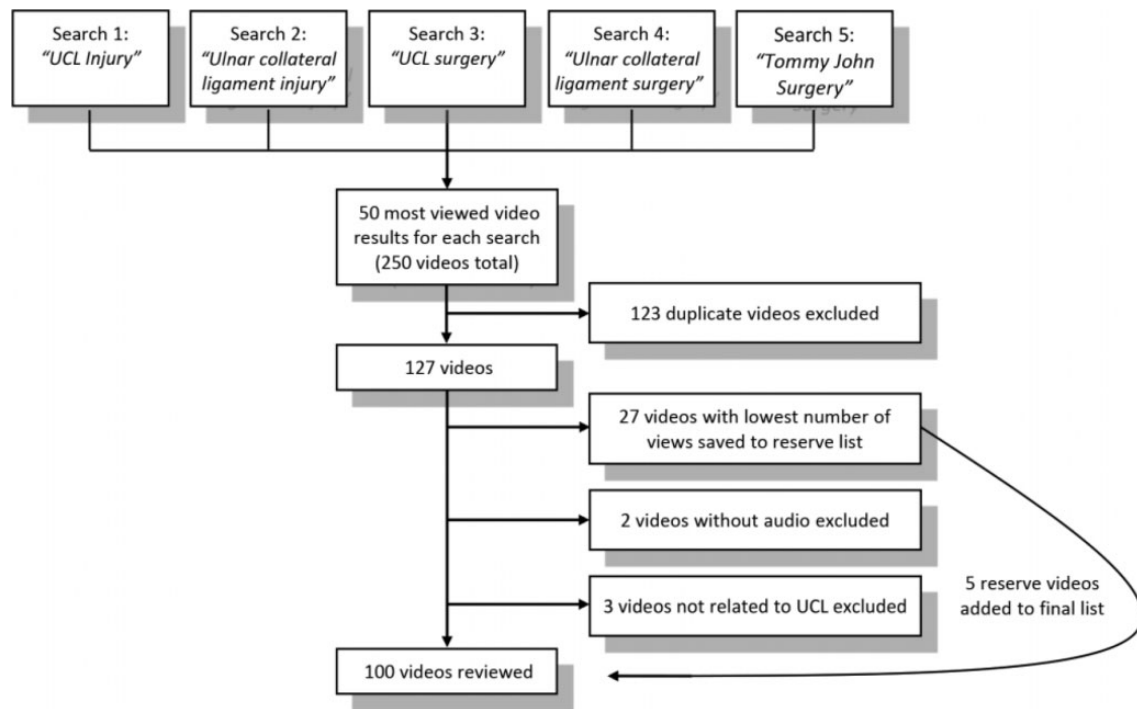 Search 1:
“UCL Injury”
Search 2:
“Ulnar collateral
ligament injury”
Search 3:
“UCL surgery”
Search 4:
“Ulnar collateral
ligament surgery”
Search 5:
“Tommy John
Surgery”
50 most viewed video
results for each search
(250 videos total)
123 duplicate videos excluded
127 videos
27 videos with lowest number of
views saved to reserve list
2 videos without audio excluded
3 videos not related to UCL excluded
5 reserve videos
added to final list
100 videos reviewed